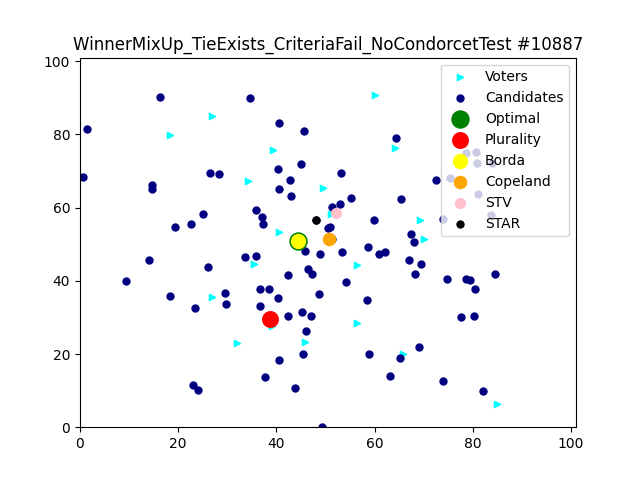 WinnerMixUp_TieExists_CriteriaFail_NoCondorcetTest #10887
100
80
60
40
20
0
0
20
40
60
80
100
Voters
Candidates
Optimal
Plurality
Borda
Copeland
STV
STAR